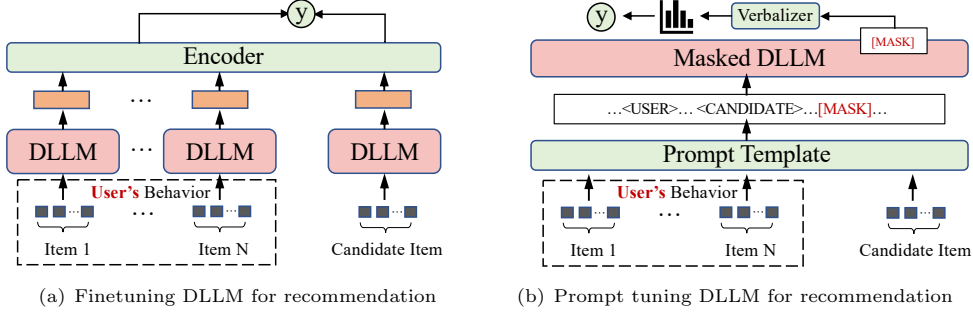 y
Encoder
...
DLLM
...
DLLM
DLLM
User's Behavior
...
Item 1
Item N
Candidate Item
(a) Finetuning DLLM for recommendation
y
Verbalizer
[MASK]
Masked DLLM
...<USER>... <CANDIDATE>...[MASK]...
Prompt Template
User's Behavior
...
Item 1
Item N
Candidate Item
(b) Prompt tuning DLLM for recommendation